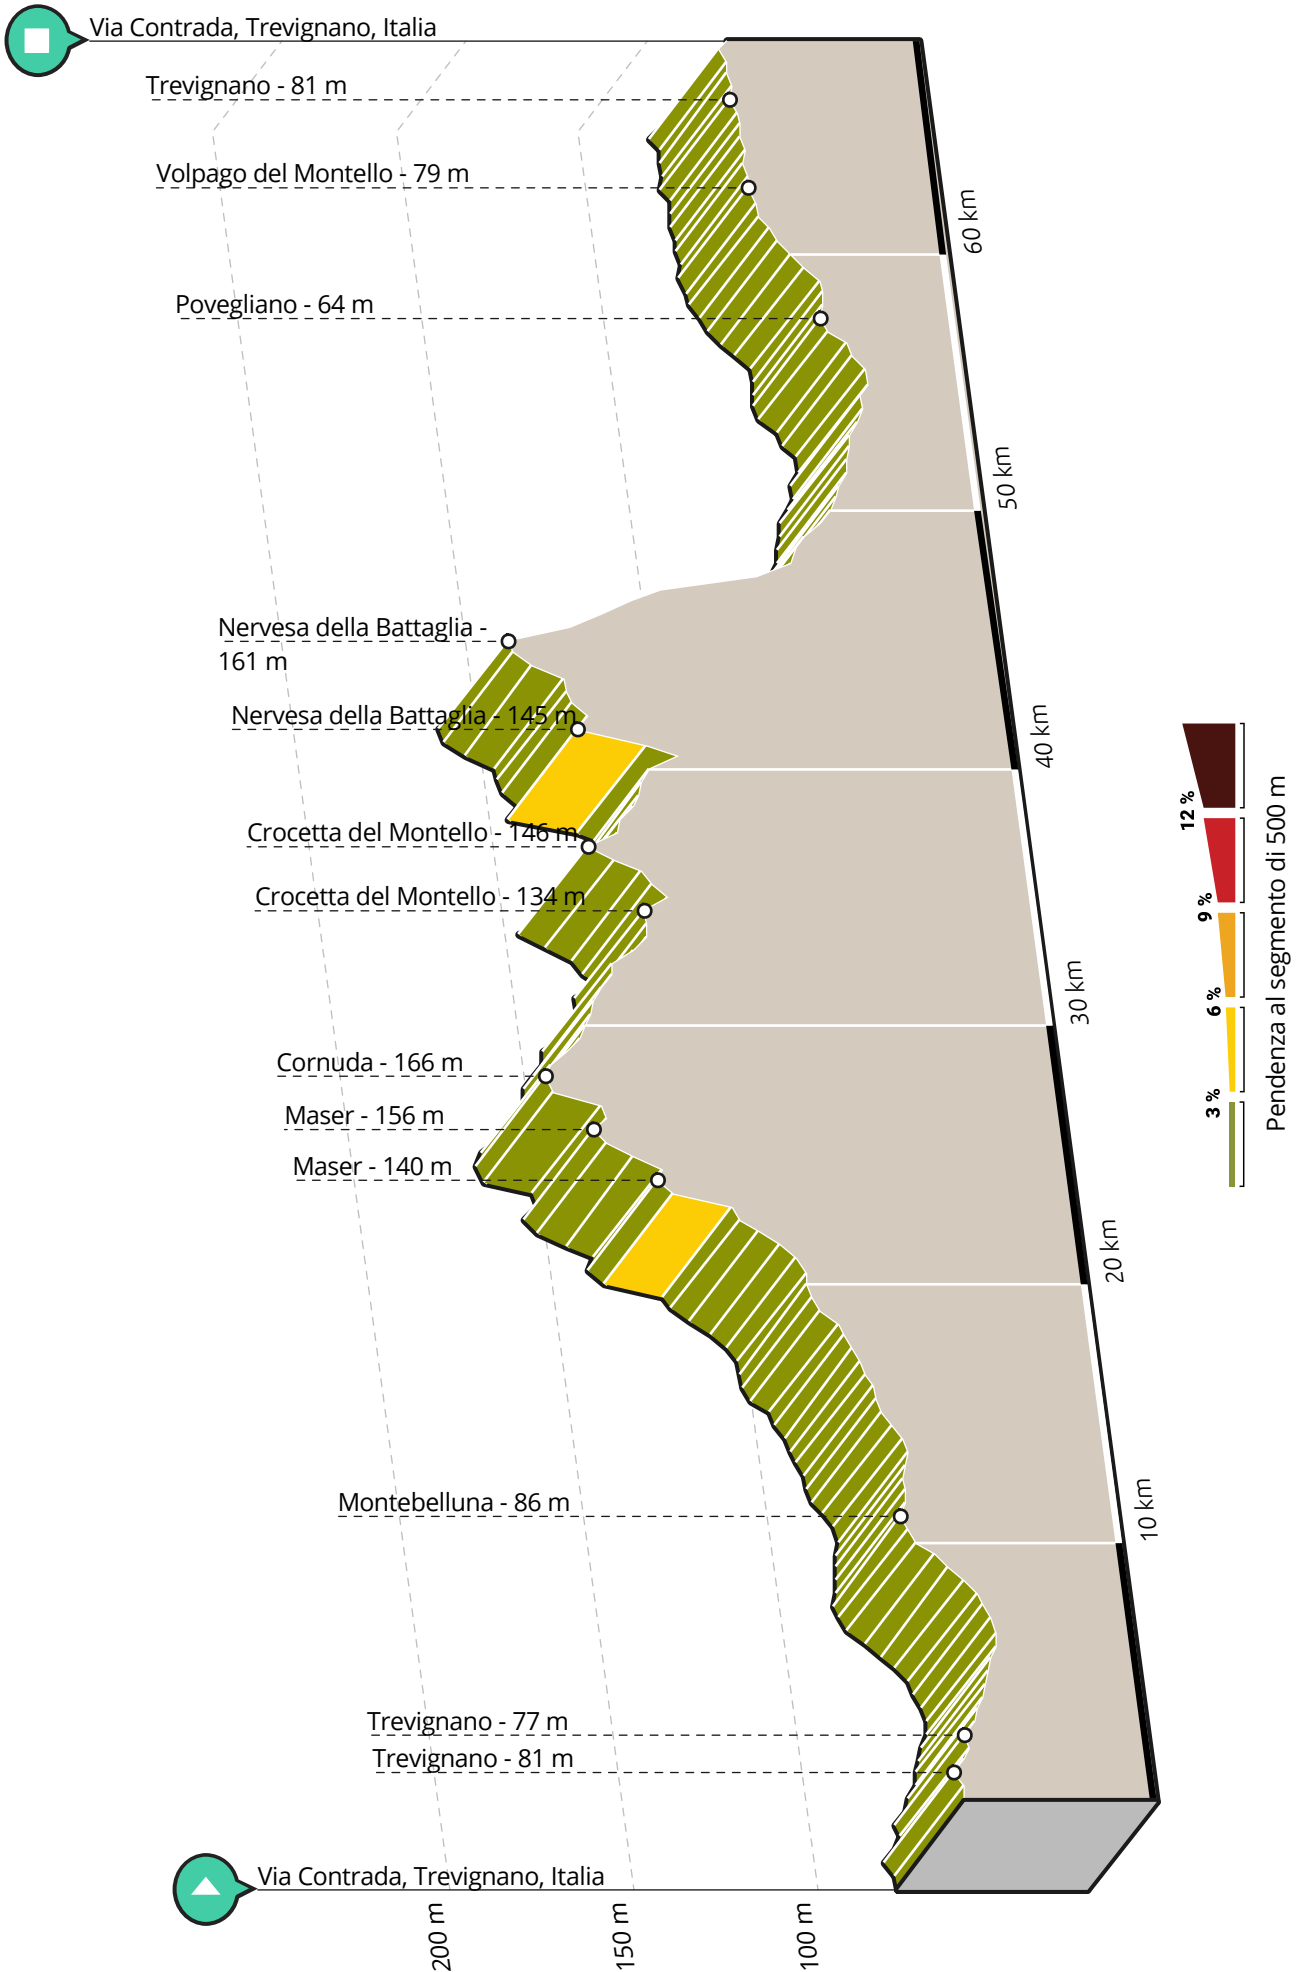 Via Contrada, Trevignano, Italia
Trevignano - 81 m
Volpago del Montello - 79 m
60 km
Povegliano - 64 m
50 km
Nervesa della Battaglia -
161 m
Nervesa della Battaglia - 145 m
40 km
Crocetta del Montello - 146 m
Crocetta del Montello - 134 m
30 km
Cornuda - 166 m
Maser - 156 m
Maser - 140 m
20 km
Montebelluna - 86 m
10 km
Trevignano - 77 m
Trevignano - 81 m
Via Contrada, Trevignano, Italia
200 m
150 m
100 m
12 %
9 %
6 %
3 %
Pendenza al segmento di 500 m